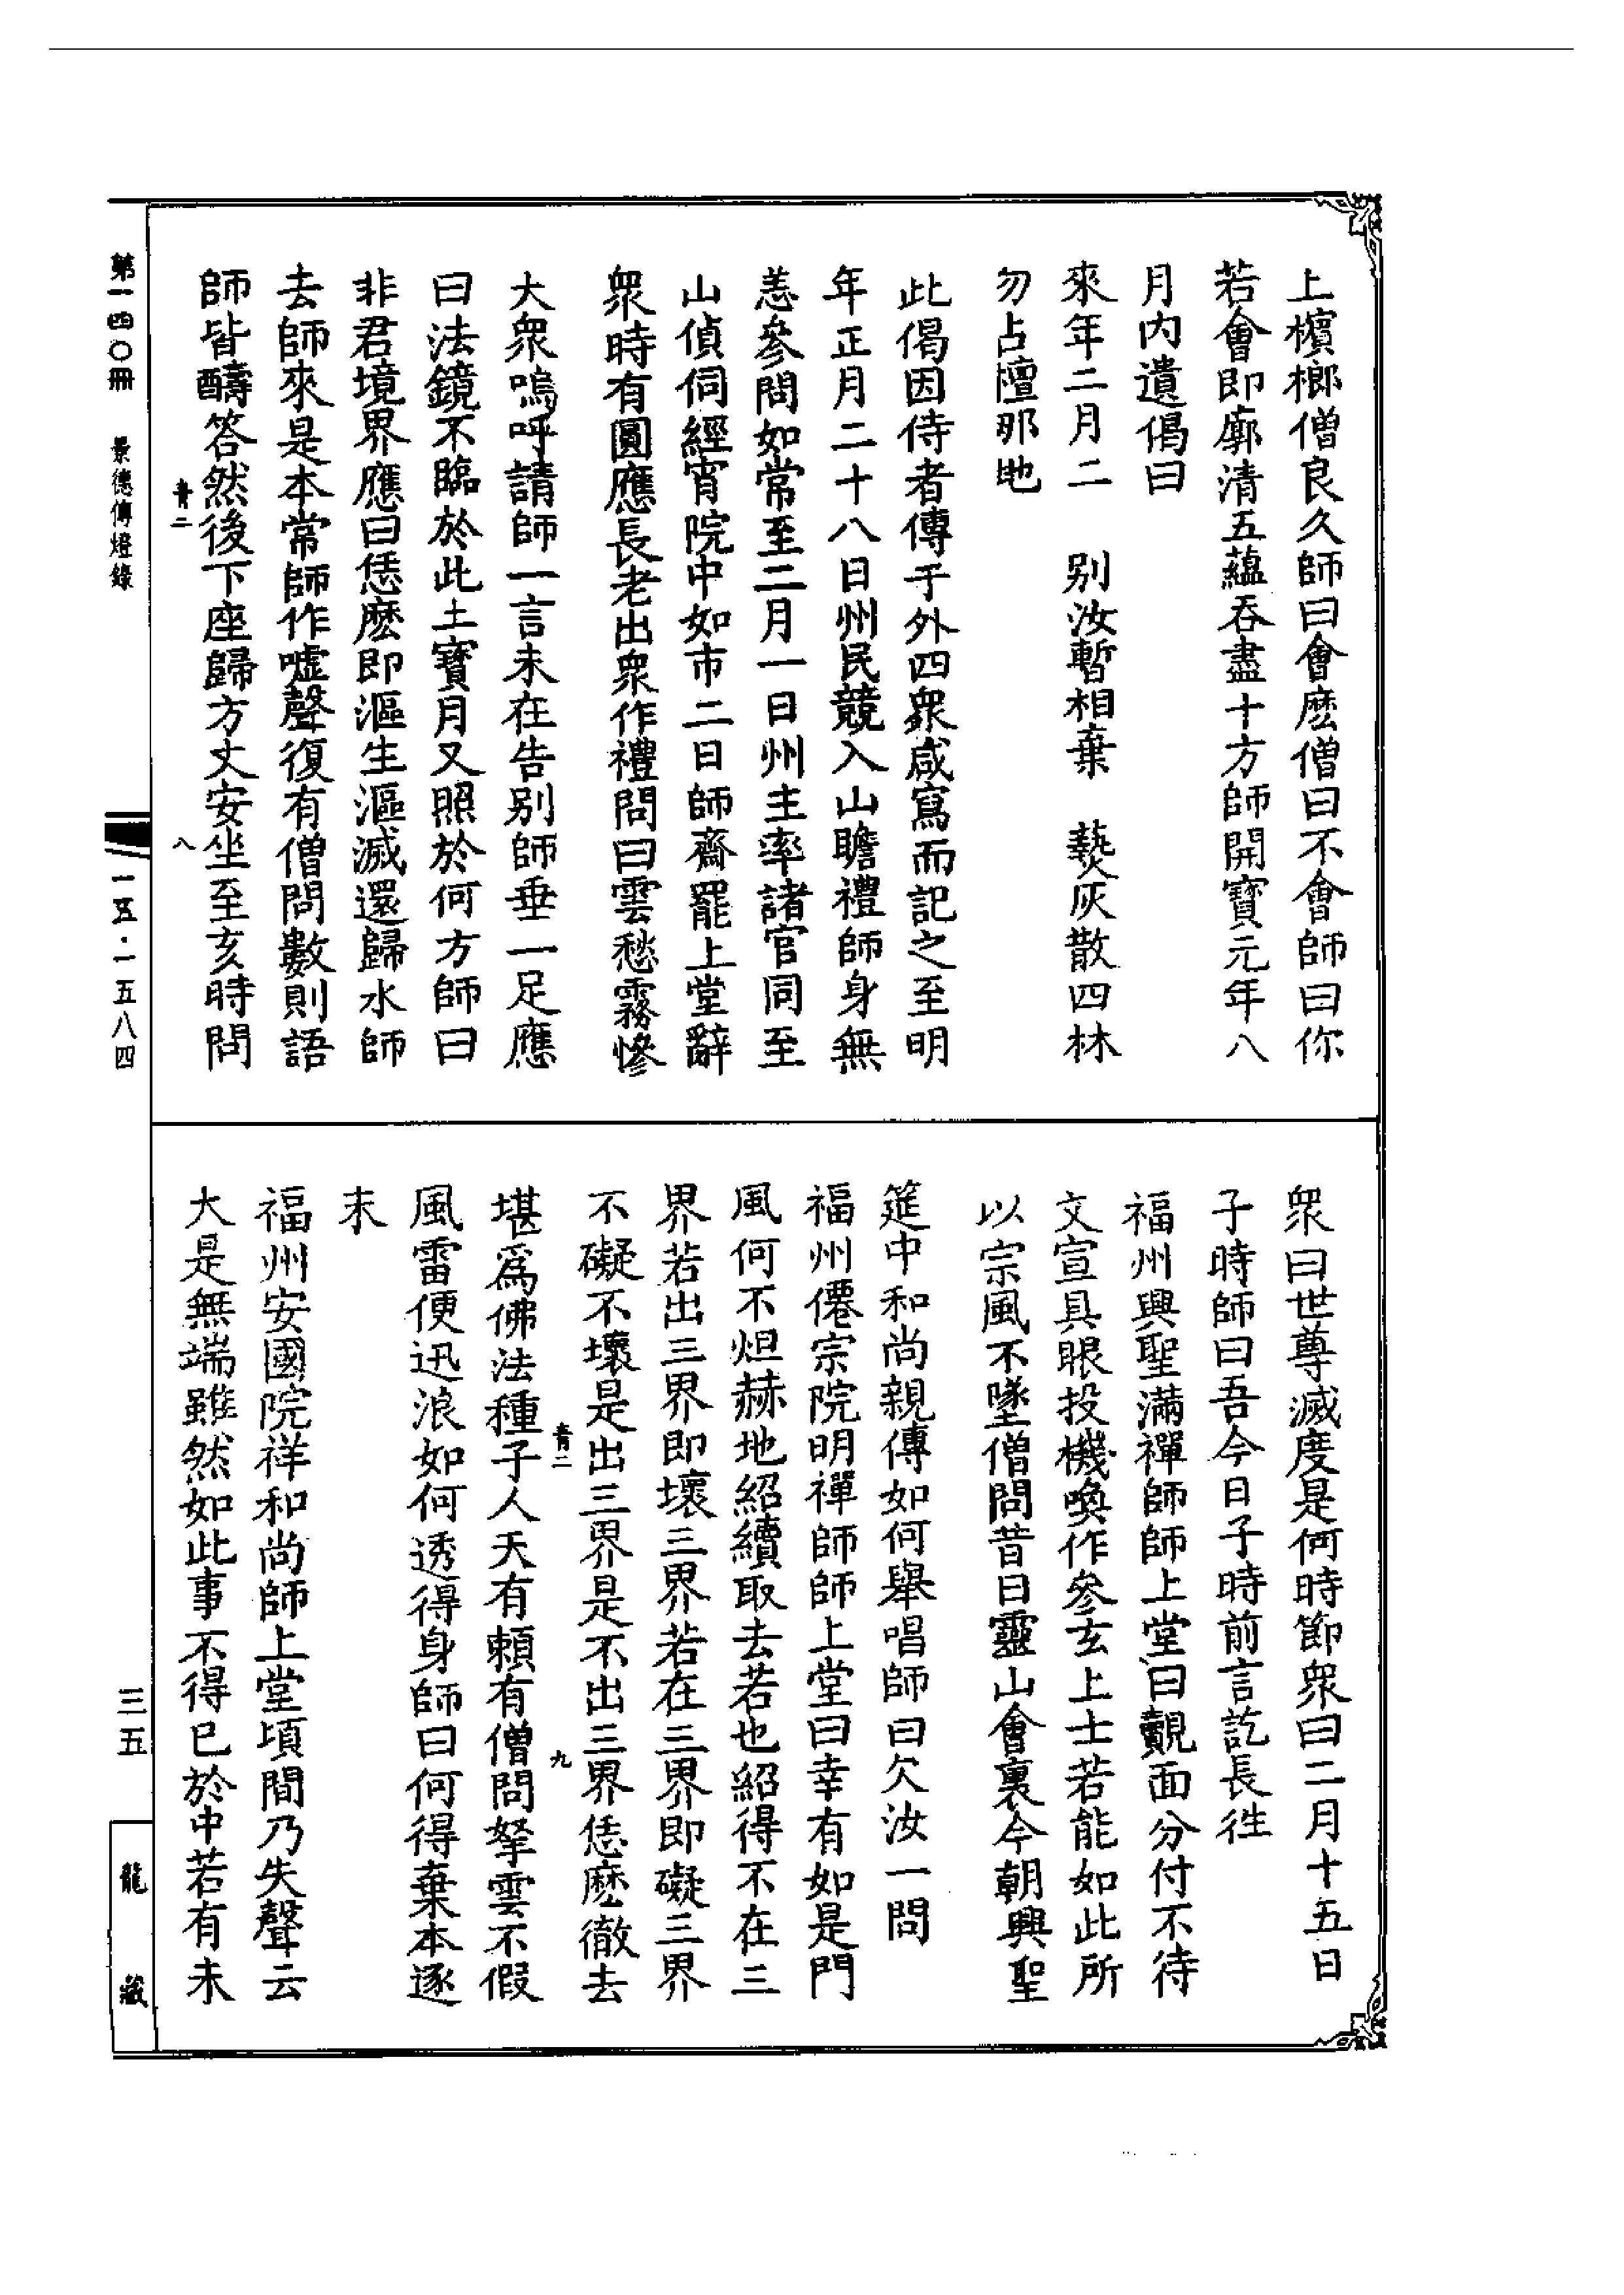 上檳榔僧良久師曰會麽僧曰不會師曰你
若會即廓清五蘊吞盡十方師開寶元年八
月内遺偈曰
來年二月二　别汝暫相棄　爇灰散四林
勿占檀那地
此偈因侍者傳于外四衆咸寫而記之至明
年正月二十八日州民競入山瞻禮師身無
恙參問如常至二月一日州主率諸官同至
山偵伺經宵院中如市二日師齋罷上堂辭
衆時有圓應長老出衆作禮問曰雲愁霧慘
大衆嗚呼請師一言未在告别師垂一足應
曰法鏡不臨於此土寶月又照於何方師曰
非君境界應曰恁麽即漚生漚滅還歸水師
去師來是本常師作噓聲復有僧問數則語
師皆醻答然後下座歸方丈安坐至亥時問
青二　八
第一四〇冊　景德傳燈錄　一五·一五八四
衆曰世尊滅度是何時節衆曰二月十五日
子時師曰吾今日子時前言訖長徃
福州興聖滿禪師師上堂曰覿面分付不待
文宣具眼投機喚作參玄上士若能如此所
以宗風不墜僧問昔日靈山會裏今朝興聖
筵中和尚親傳如何舉唱師曰欠汝一問
福州僊宗院明禪師師上堂曰幸有如是門
風何不烜赫地紹續取去若也紹得不在三
界若出三界即壞三界若在三界即礙三界
不礙不壞是出三界是不出三界恁麽徹去
青二　九
堪爲佛法種子人天有賴有僧問拏雲不假
風雷便迅浪如何透得身師曰何得棄本逐
末
福州安國院祥和尚師上堂頃間乃失聲云
大是無端雖然如此事不得已於中若有未
三五　龍藏